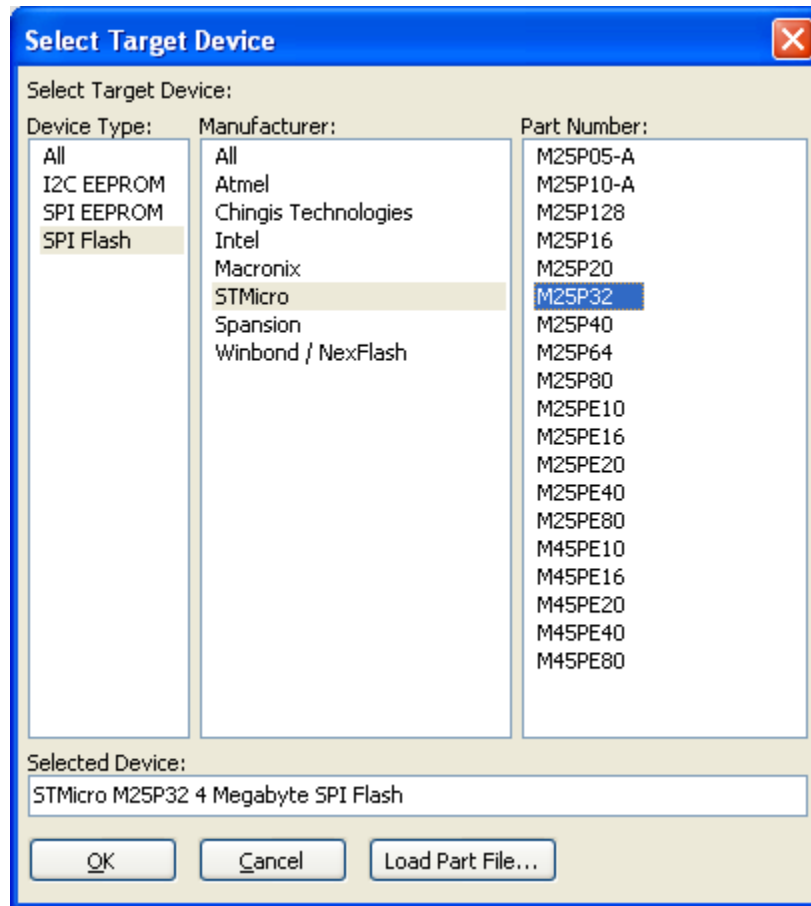 Select Target Device
Select Target Device:
Device Type:
All
I2C EEPROM
SPI EEPROM
SPI Flash
Manufacturer:
All
Atmel
Chingis Technologies
Intel
Macronix
STMicro
Spansion
Winbond / NexFlash
Part Number:
M25P05-A
M25P10-A
M25P128
M25P16
M25P20
M25P32
M25P40
M25P64
M25P80
M25PE10
M25PE16
M25PE20
M25PE40
M25PE80
M45PE10
M45PE16
M45PE20
M45PE40
M45PE80
Selected Device:
STMicro M25P32 4 Megabyte SPI Flash
OK
Cancel
Load Part File...